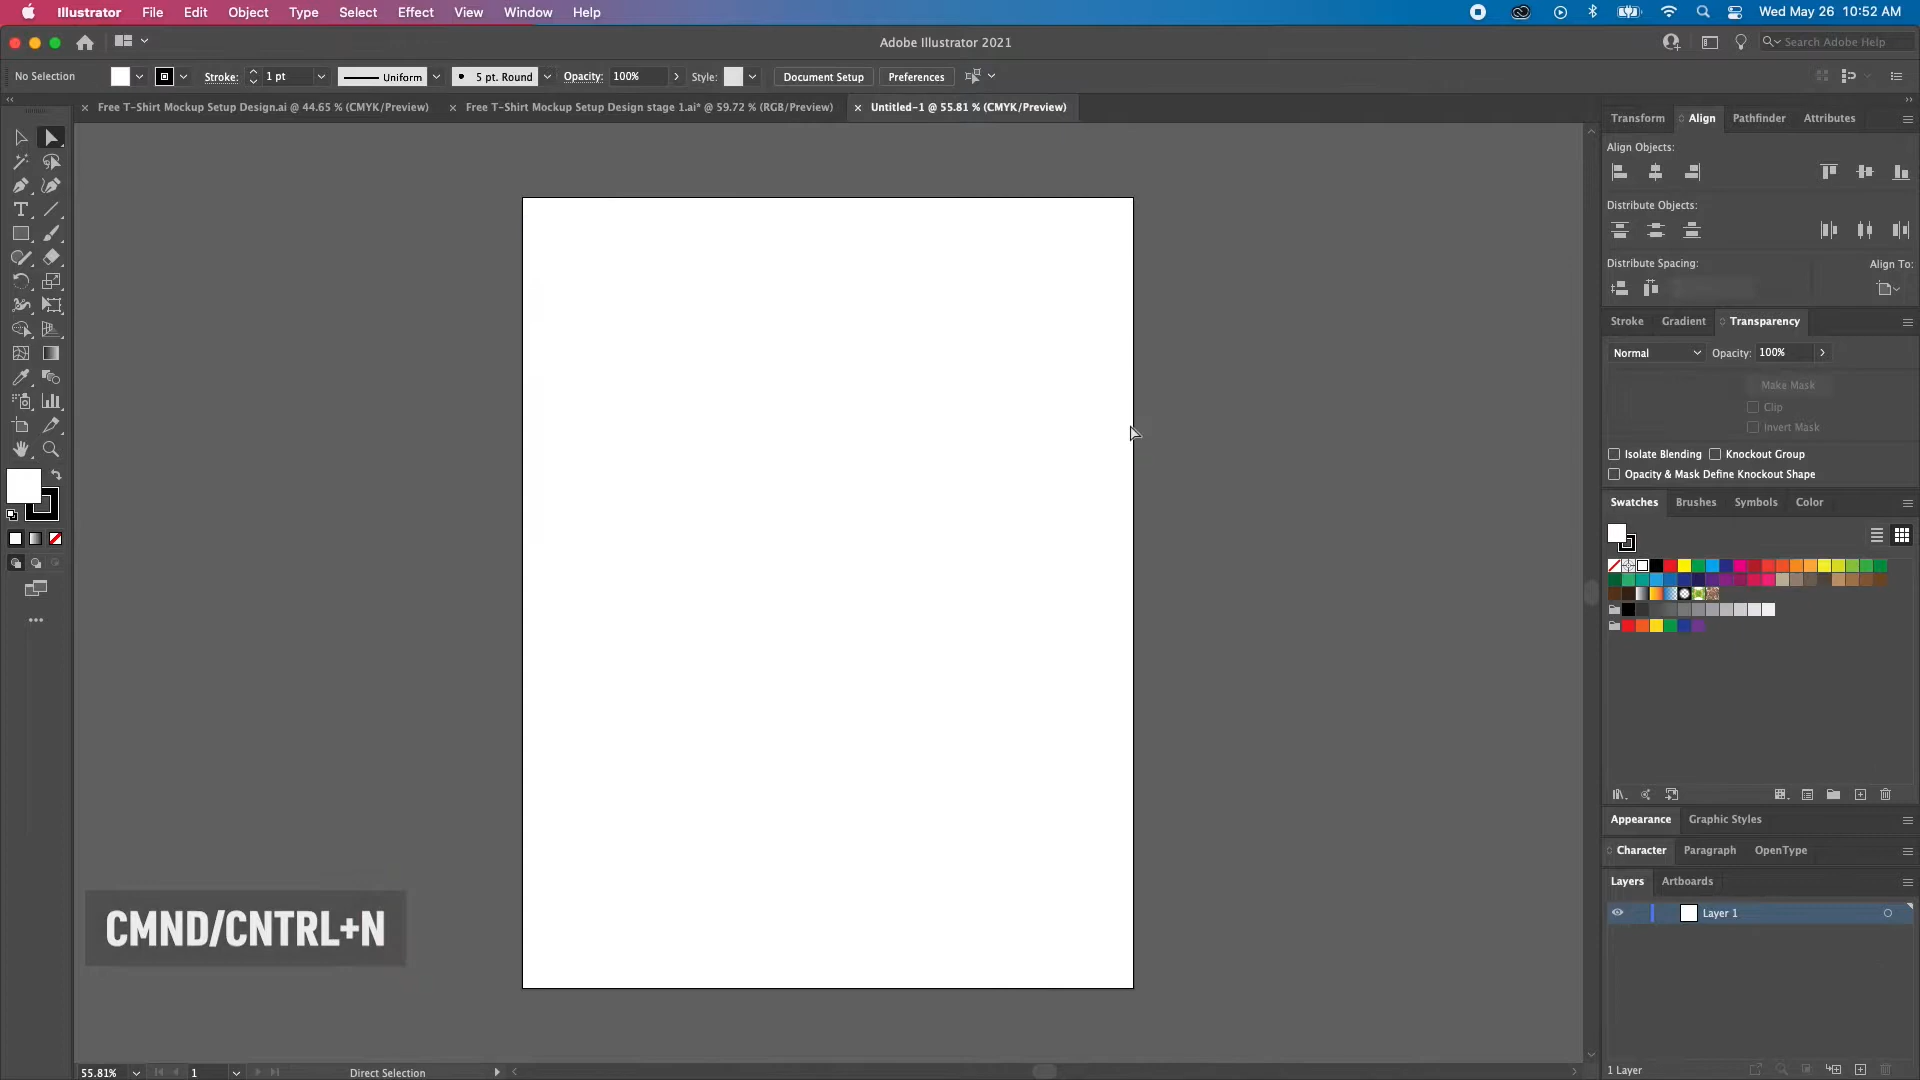 Illustrator File Edit Object Type Select Effect View Window Help
Wed May 26 10:52 AM
Adobe Illustrator 2021
Search Adobe Help
No Selection
Stroke: 1 pt
Uniform
5 pt. Round
Opacity: 100%
Style:
Document Setup
Preferences
Free T-Shirt Mockup Setup Design.ai @ 44.65 % (CMYK/Preview)
Free T-Shirt Mockup Setup Design stage 1.ai* @ 59.72 % (RGB/Preview)
Untitled-1 @ 55.81 % (CMYK/Preview)
Transform Align Pathfinder Attributes
Align Objects:
Distribute Objects:
Distribute Spacing:
Align To:
Stroke Gradient Transparency
Normal
Opacity: 100%
Make Mask
Clip
Invert Mask
Isolate Blending Knockout Group
Opacity & Mask Define Knockout Shape
Swatches Brushes Symbols Color
Appearance Graphic Styles
Character Paragraph OpenType
Layers Artboards
Layer 1
CMND/CNTRL+N
55.81%
1
Direct Selection
1 Layer